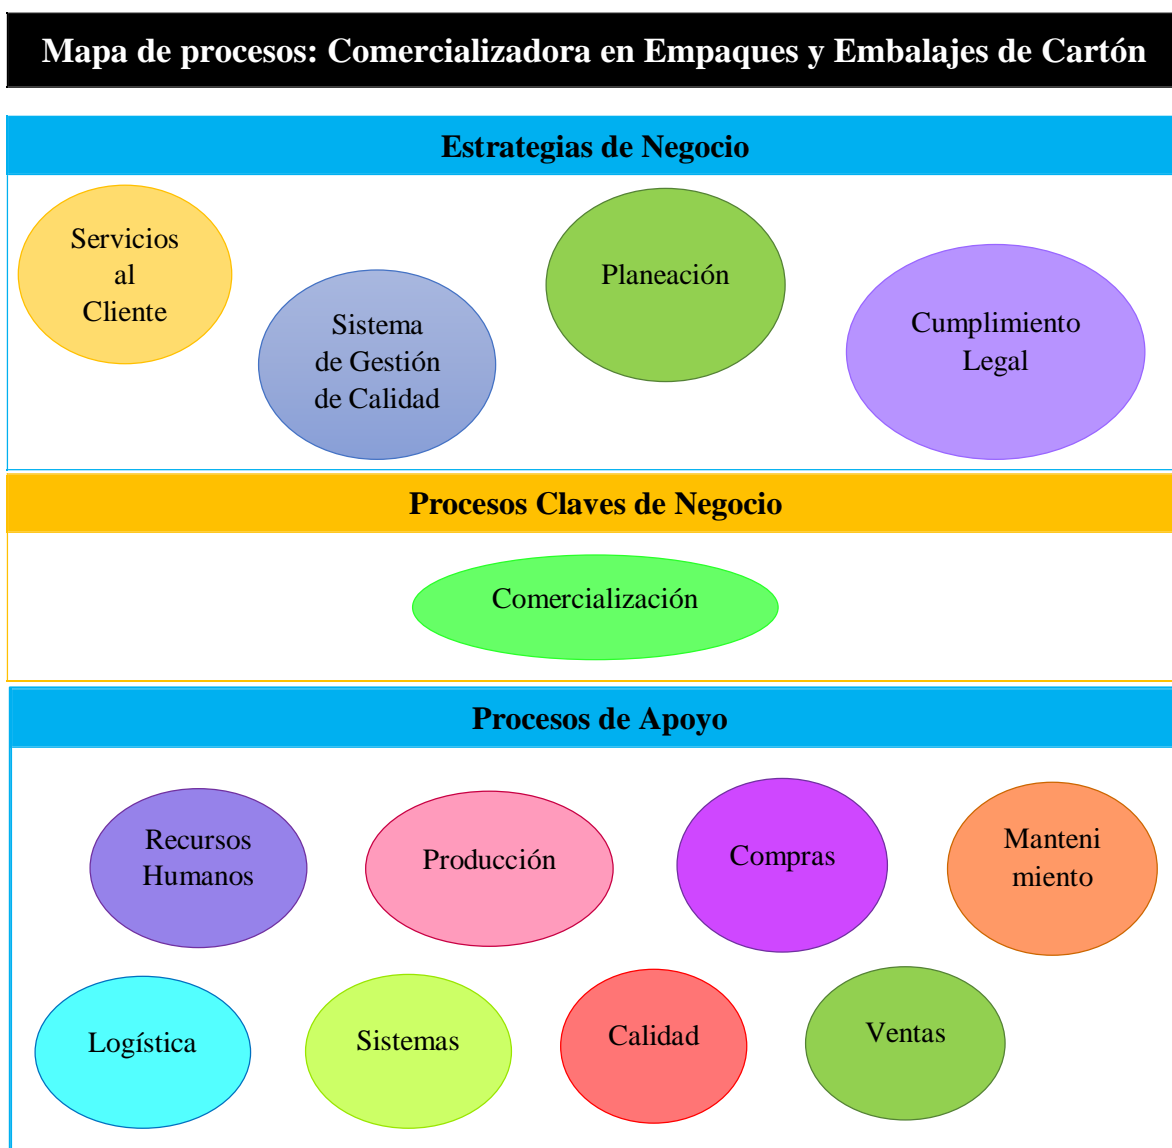 Mapa de procesos: Comercializadora en Empaques y Embalajes de Cartón
Estrategias de Negocio
Servicios
al
Cliente
Sistema
de Gestión
de Calidad
Planeación
Cumplimiento
Legal
Procesos Claves de Negocio
Comercialización
Procesos de Apoyo
Recursos
Humanos
Producción
Compras
Manteni
miento
Logística
Sistemas
Calidad
Ventas